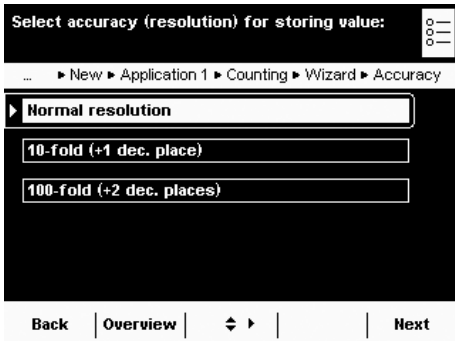 Select accuracy (resolution) for storing value:
... ▸ New ▸ Application 1 ▸ Counting ▸ Wizard ▸ Accuracy
Normal resolution
10-fold (+1 dec. place)
100-fold (+2 dec. places)
Back Overview Next